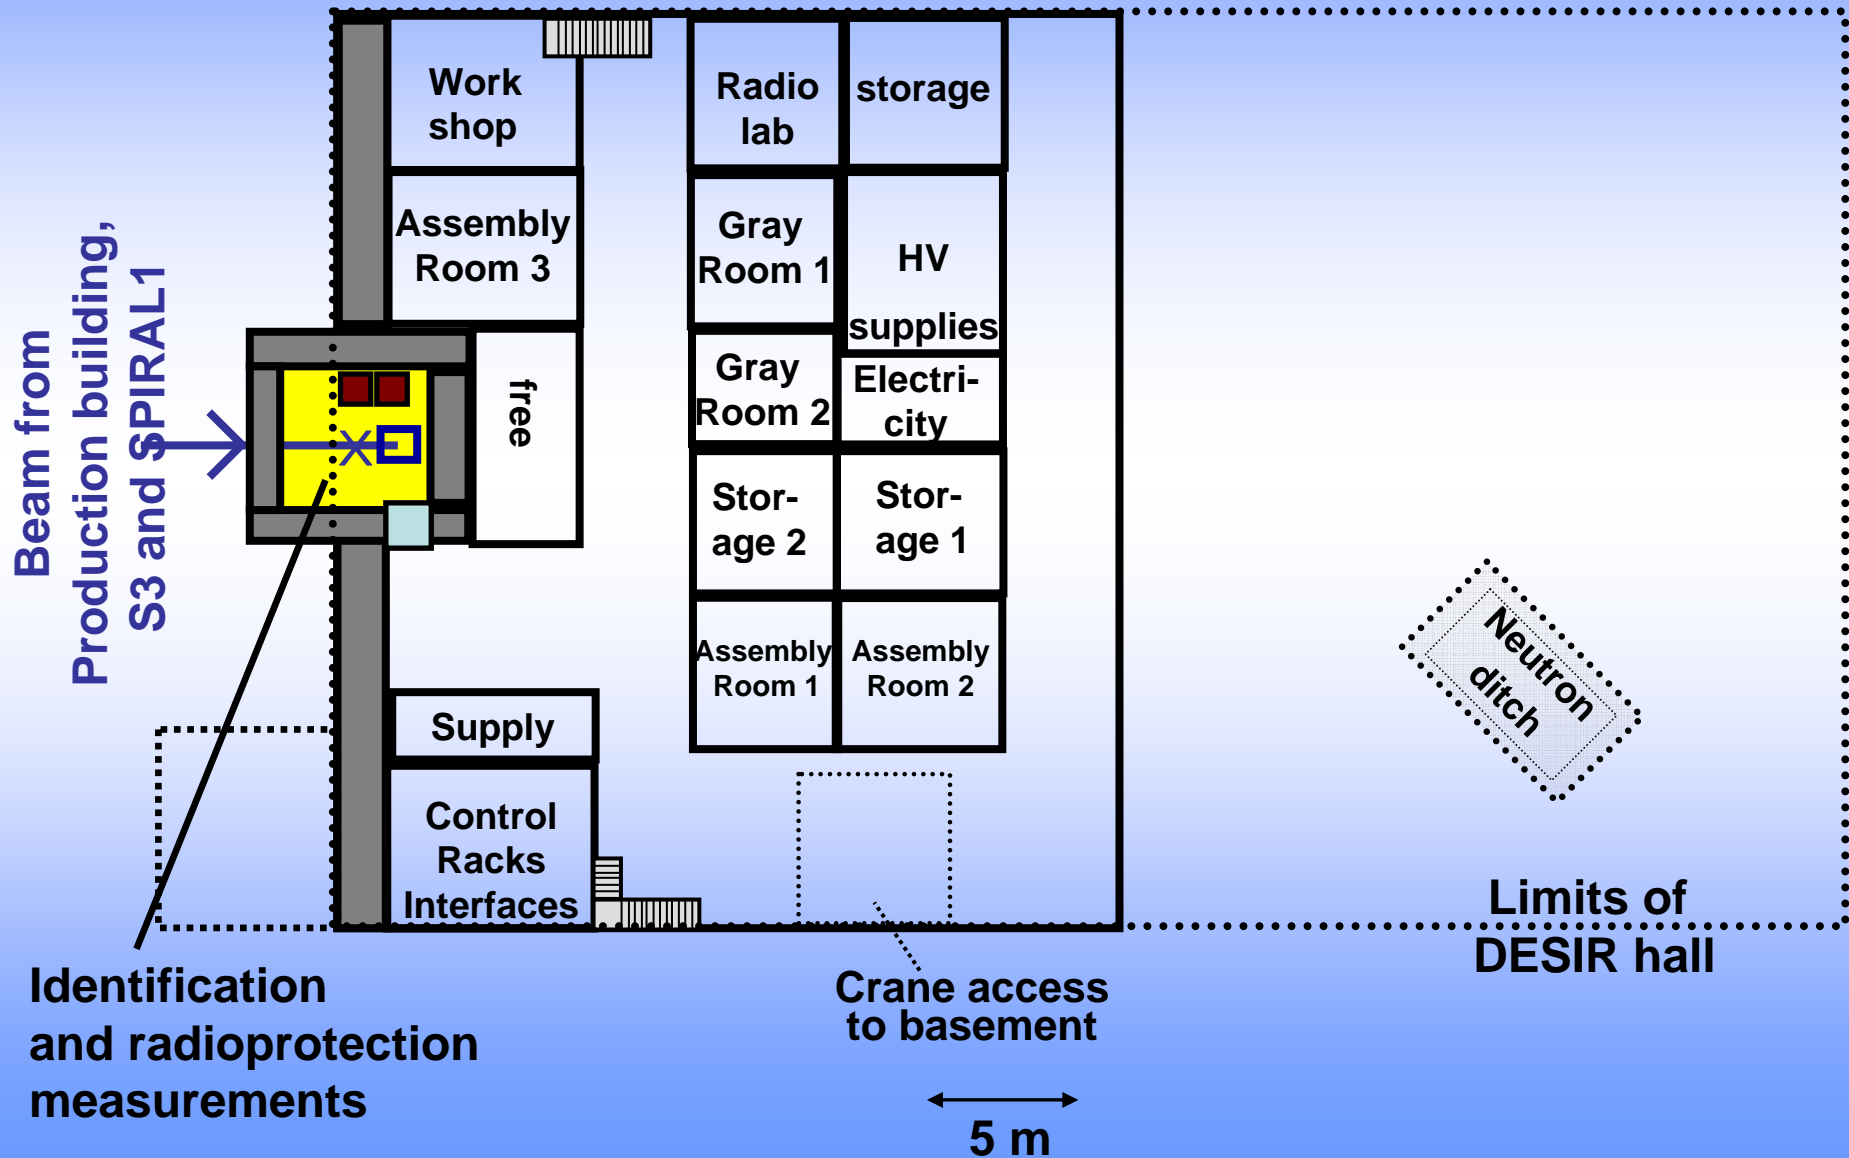 Work
shop
Radio
lab
storage
Assembly
Room 3
Gray
Room 1
HV
supplies
Beam from
Production building,
S3 and SPIRAL1
free
Gray
Room 2
Electri-
city
Stor-
age 2
Stor-
age 1
Assembly
Room 1
Assembly
Room 2
Neutron
ditch
Supply
Control
Racks
Interfaces
Limits of
DESIR hall
Identification
and radioprotection
measurements
Crane access
to basement
5 m